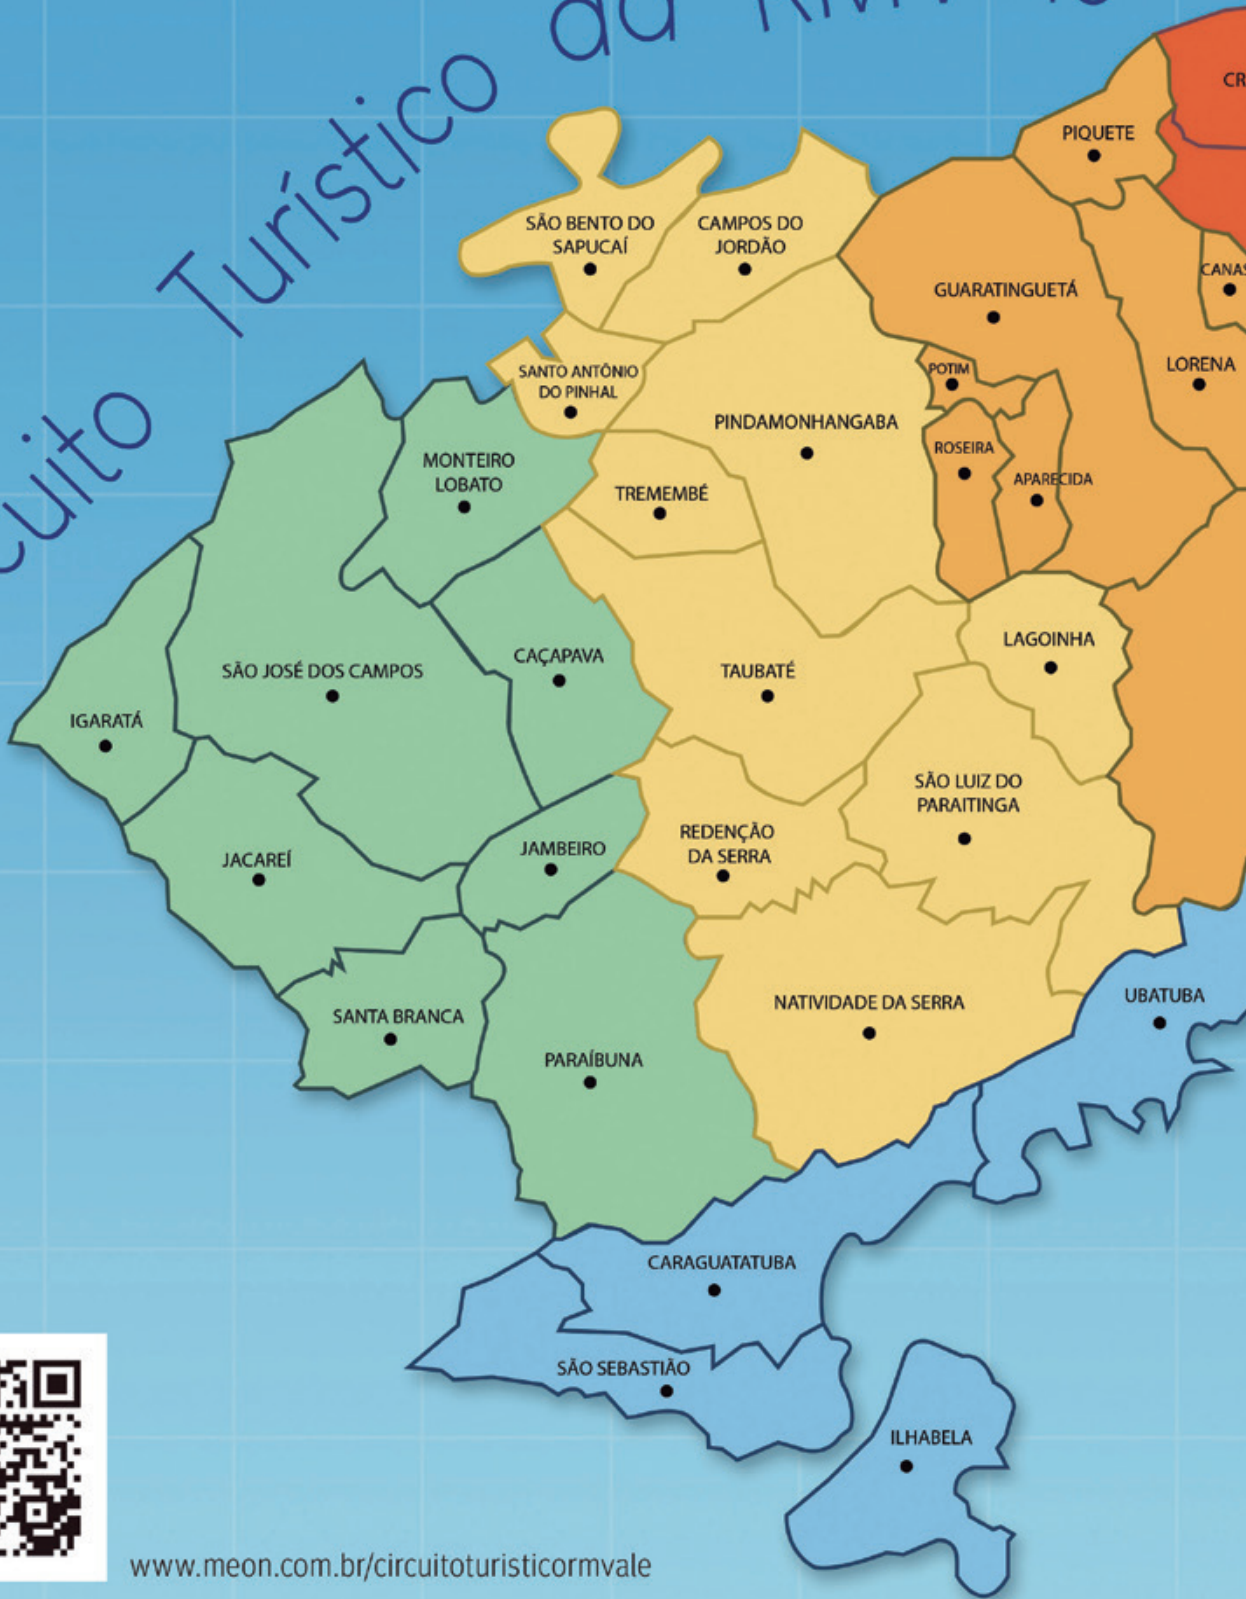 Turístico da
PIQUETE
SÃO BENTO DO
SAPUCAÍ
CAMPOS DO
JORDÃO
GUARATINGUETÁ
SANTO ANTÔNIO
DO PINHAL
POTIM
LORENA
PINDAMONHANGABA
MONTEIRO
LOBATO
ROSEIRA
APARECIDA
TREMEMBÉ
LAGOINHA
CAÇAPAVA
SÃO JOSÉ DOS CAMPOS
TAUBATÉ
IGARATÁ
SÃO LUIZ DO
PARAITINGA
REDENÇÃO
DA SERRA
JAMBEIRO
JACAREÍ
UBATUBA
NATIVIDADE DA SERRA
SANTA BRANCA
PARAÍBUNA
CARAGUATATUBA
SÃO SEBASTIÃO
ILHABELA
www.meon.com.br/circuitoturisticormvale